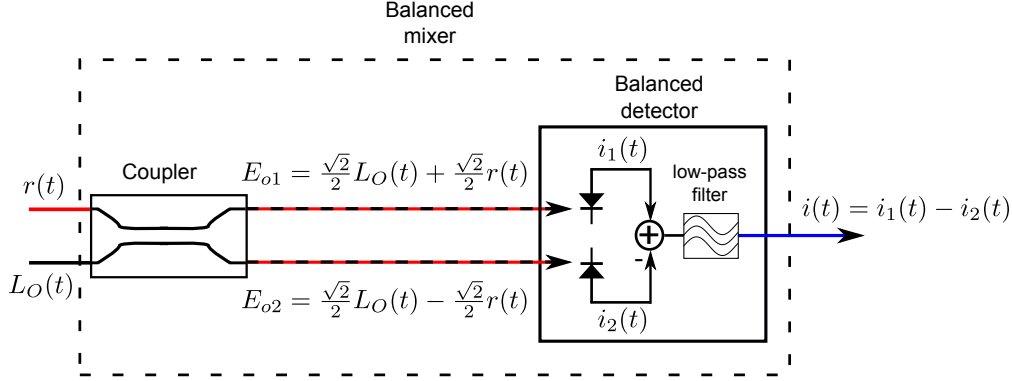 Balanced
mixer
Balanced
detector
Coupler
r(t)
L_O(t)
E_{o1} = \frac{\sqrt{2}}{2} L_O(t) + \frac{\sqrt{2}}{2} r(t)
E_{o2} = \frac{\sqrt{2}}{2} L_O(t) - \frac{\sqrt{2}}{2} r(t)
i_1(t)
low-pass
filter
+
-
i_2(t)
i(t) = i_1(t) - i_2(t)